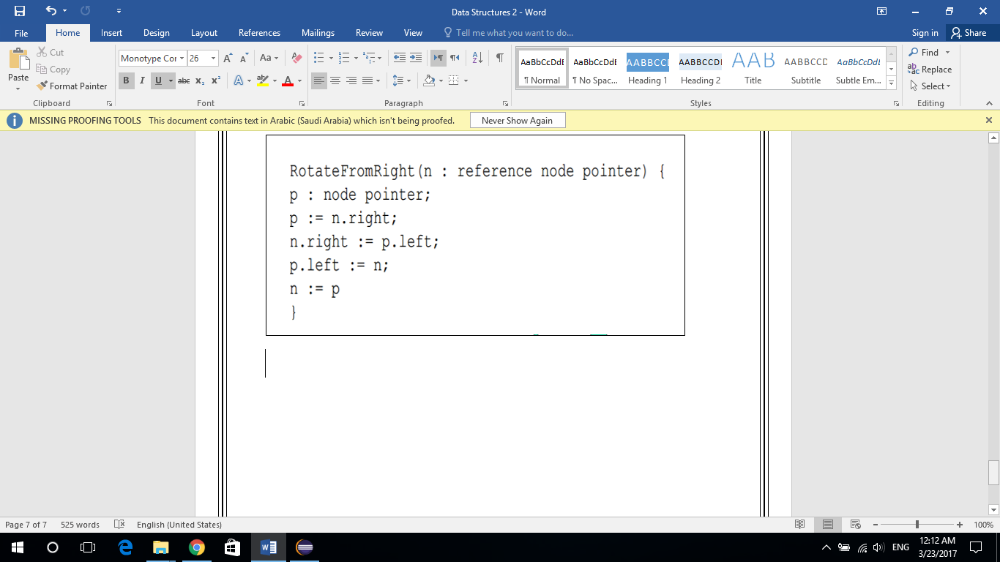 Data Structures 2 - Word
File Home Insert Design Layout References Mailings Review View Tell me what you want to do... Sign in Share
Paste
Cut
Copy
Format Painter
Clipboard
Monotype Cor 26
Font
Paragraph
AaBbCcDdE AaBbCcDdE AABBCCI AABBCCDI AAB AABBCCD AaBbCcDdE
¶ Normal ¶ No Spac... Heading 1 Heading 2 Title Subtitle Subtle Em...
Styles
Find
Replace
Select
Editing
MISSING PROOFING TOOLS This document contains text in Arabic (Saudi Arabia) which isn't being proofed. Never Show Again
RotateFromRight(n : reference node pointer) {
p : node pointer;
p := n.right;
n.right := p.left;
p.left := n;
n := p
}
Page 7 of 7 525 words English (United States) 100%
ENG
12:12 AM
3/23/2017